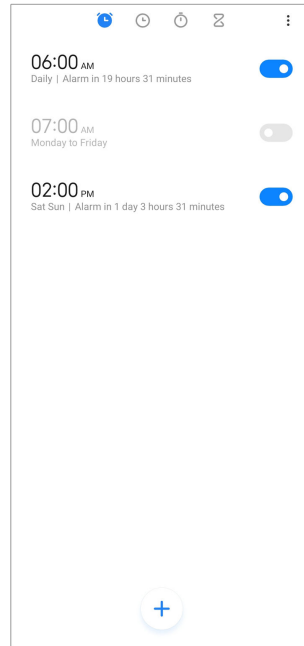 06:00 AM
Daily | Alarm in 19 hours 31 minutes
07:00 AM
Monday to Friday
02:00 PM
Sat Sun | Alarm in 1 day 3 hours 31 minutes